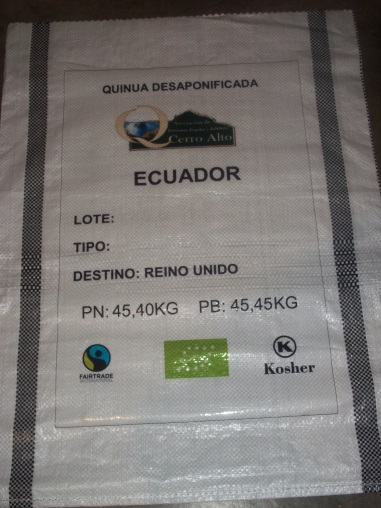 QUINUA DESAPONIFICADA
Q
Cerro Alto
ECUADOR
LOTE:
TIPO:
DESTINO: REINO UNIDO
PN: 45,40KG PB: 45,45KG
FAIRTRADE
K
Kosher